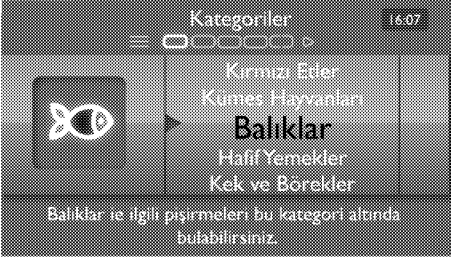 Kategoriler
16:07
Kırmızı Etler
Kümes Hayvanları
Balıklar
Hafif Yemekler
Kek ve Börekler
Balıklar ie ilgili pişirmeleri bu kategori altında
bulabilirsiniz.